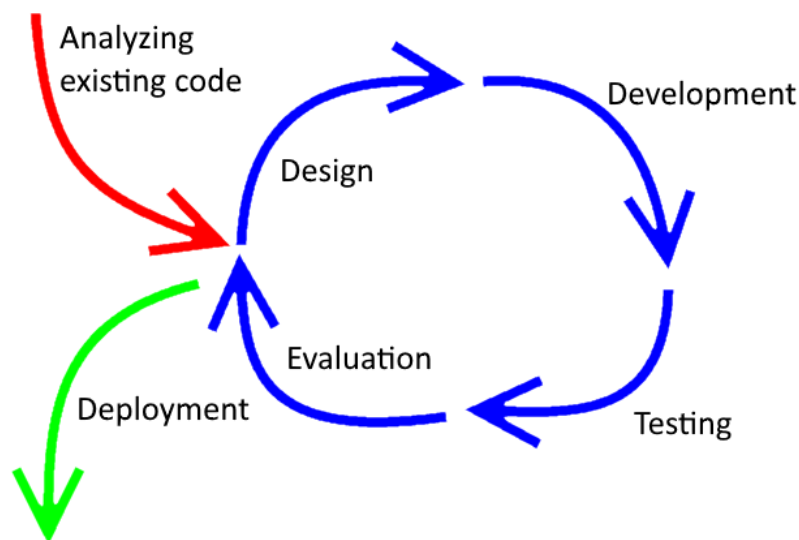 Analyzing
existing code
Design
Development
Testing
Evaluation
Deployment